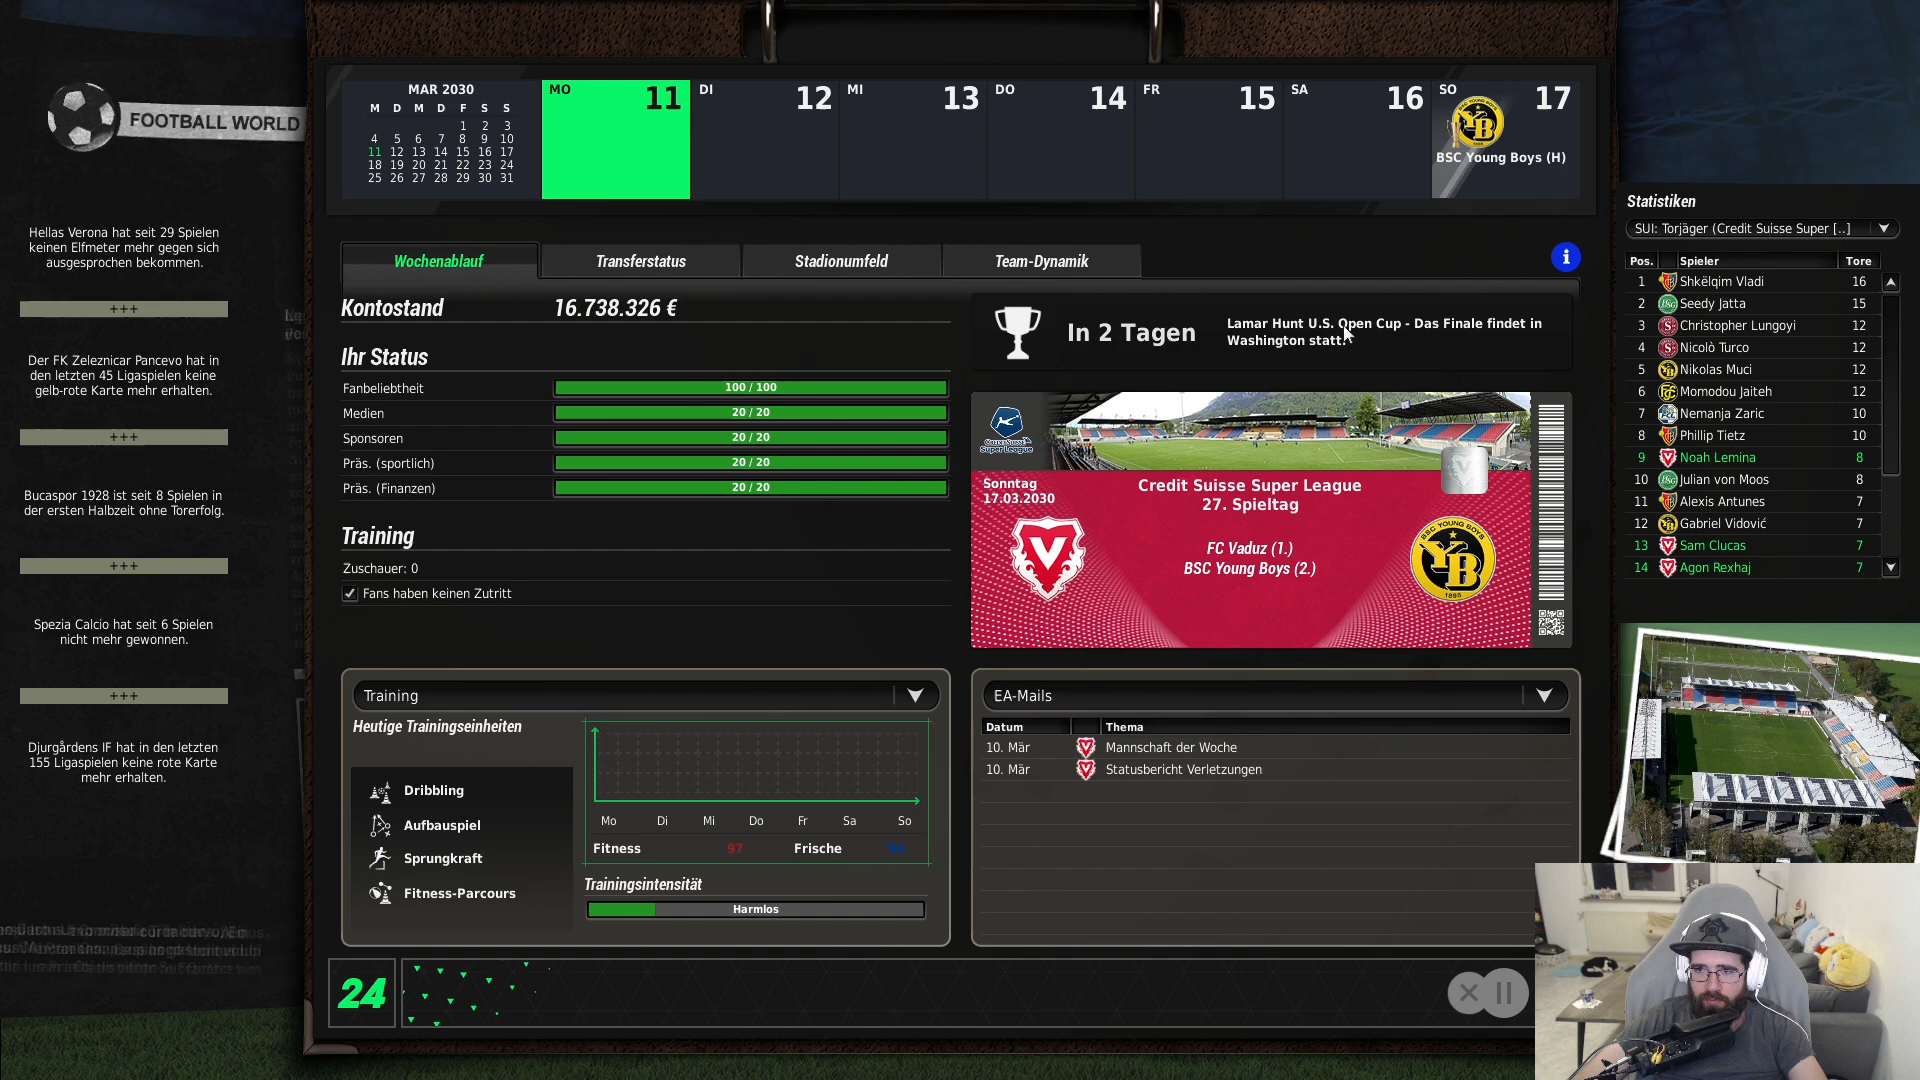 FOOTBALL WORLD
Hellas Verona hat seit 29 Spielen
keinen Elfmeter mehr gegen sich
ausgesprochen bekommen.
+++
Der FK Zeleznicar Pancevo hat in
den letzten 45 Ligaspielen keine
gelb-rote Karte mehr erhalten.
+++
Bucaspor 1928 ist seit 8 Spielen in
der ersten Halbzeit ohne Torerfolg.
+++
Spezia Calcio hat seit 6 Spielen
nicht mehr gewonnen.
+++
Djurgårdens IF hat in den letzten
155 Ligaspielen keine rote Karte
mehr erhalten.
MAR 2030
M D M D F S S
1 2 3
4 5 6 7 8 9 10
11 12 13 14 15 16 17
18 19 20 21 22 23 24
25 26 27 28 29 30 31
MO 11
DI 12
MI 13
DO 14
FR 15
SA 16
SO 17
BSC Young Boys (H)
Wochenablauf
Transferstatus
Stadionumfeld
Team-Dynamik
i
Kontostand 16.738.326 €
Ihr Status
Fanbeliebtheit 100 / 100
Medien 20 / 20
Sponsoren 20 / 20
Präs. (sportlich) 20 / 20
Präs. (Finanzen) 20 / 20
Training
Zuschauer: 0
Fans haben keinen Zutritt
In 2 Tagen
Lamar Hunt U.S. Open Cup - Das Finale findet in
Washington statt.
Super League
Sonntag
17.03.2030
Credit Suisse Super League
27. Spieltag
FC Vaduz (1.)
BSC Young Boys (2.)
BSC YOUNG BOYS
YB
1898
Training
Heutige Trainingseinheiten
Dribbling
Aufbauspiel
Sprungkraft
Fitness-Parcours
Mo Di Mi Do Fr Sa So
Fitness 97 Frische
Trainingsintensität
Harmlos
EA-Mails
Datum Thema
10. Mär Mannschaft der Woche
10. Mär Statusbericht Verletzungen
24
Statistiken
SUI: Torjäger (Credit Suisse Super [..]
Pos. Spieler Tore
1 Shkëlqim Vladi 16
2 Seedy Jatta 15
3 Christopher Lungoyi 12
4 Nicolò Turco 12
5 Nikolas Muci 12
6 Momodou Jaiteh 12
7 Nemanja Zaric 10
8 Phillip Tietz 10
9 Noah Lemina 8
10 Julian von Moos 8
11 Alexis Antunes 7
12 Gabriel Vidović 7
13 Sam Clucas 7
14 Agon Rexhaj 7